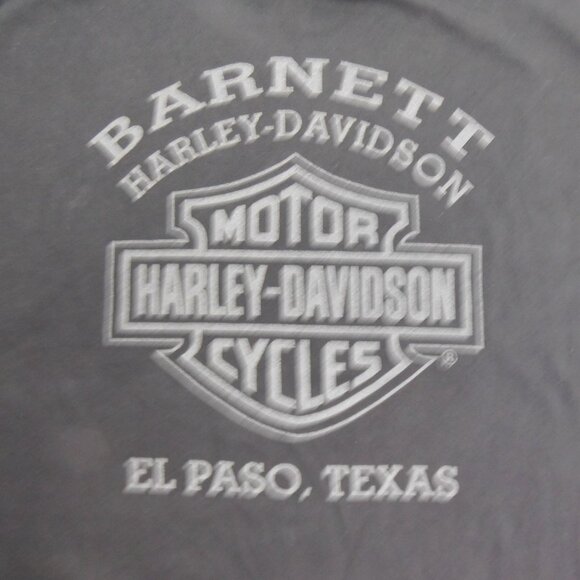 BARNETT
HARLEY-DAVIDSON
MOTOR
HARLEY-DAVIDSON
CYCLES
®
EL PASO, TEXAS